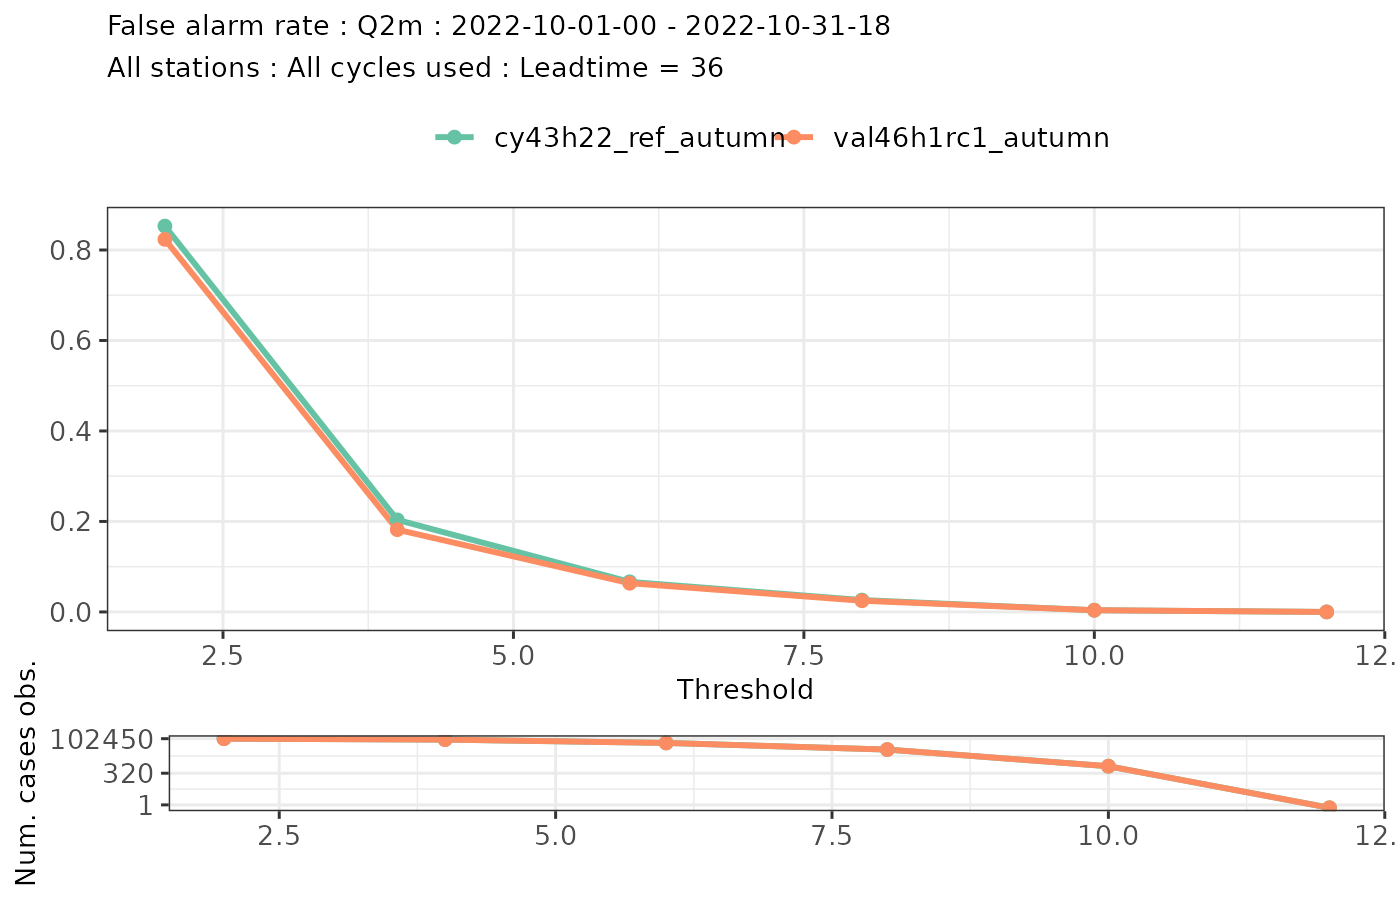 False alarm rate : Q2m : 2022-10-01-00 - 2022-10-31-18
All stations : All cycles used : Leadtime = 36
cy43h22_ref_autumn val46h1rc1_autumn
0.8
0.6
0.4
0.2
0.0
2.5 5.0 7.5 10.0 12.
Threshold
Num. cases obs.
102450
320
1
2.5 5.0 7.5 10.0 12.